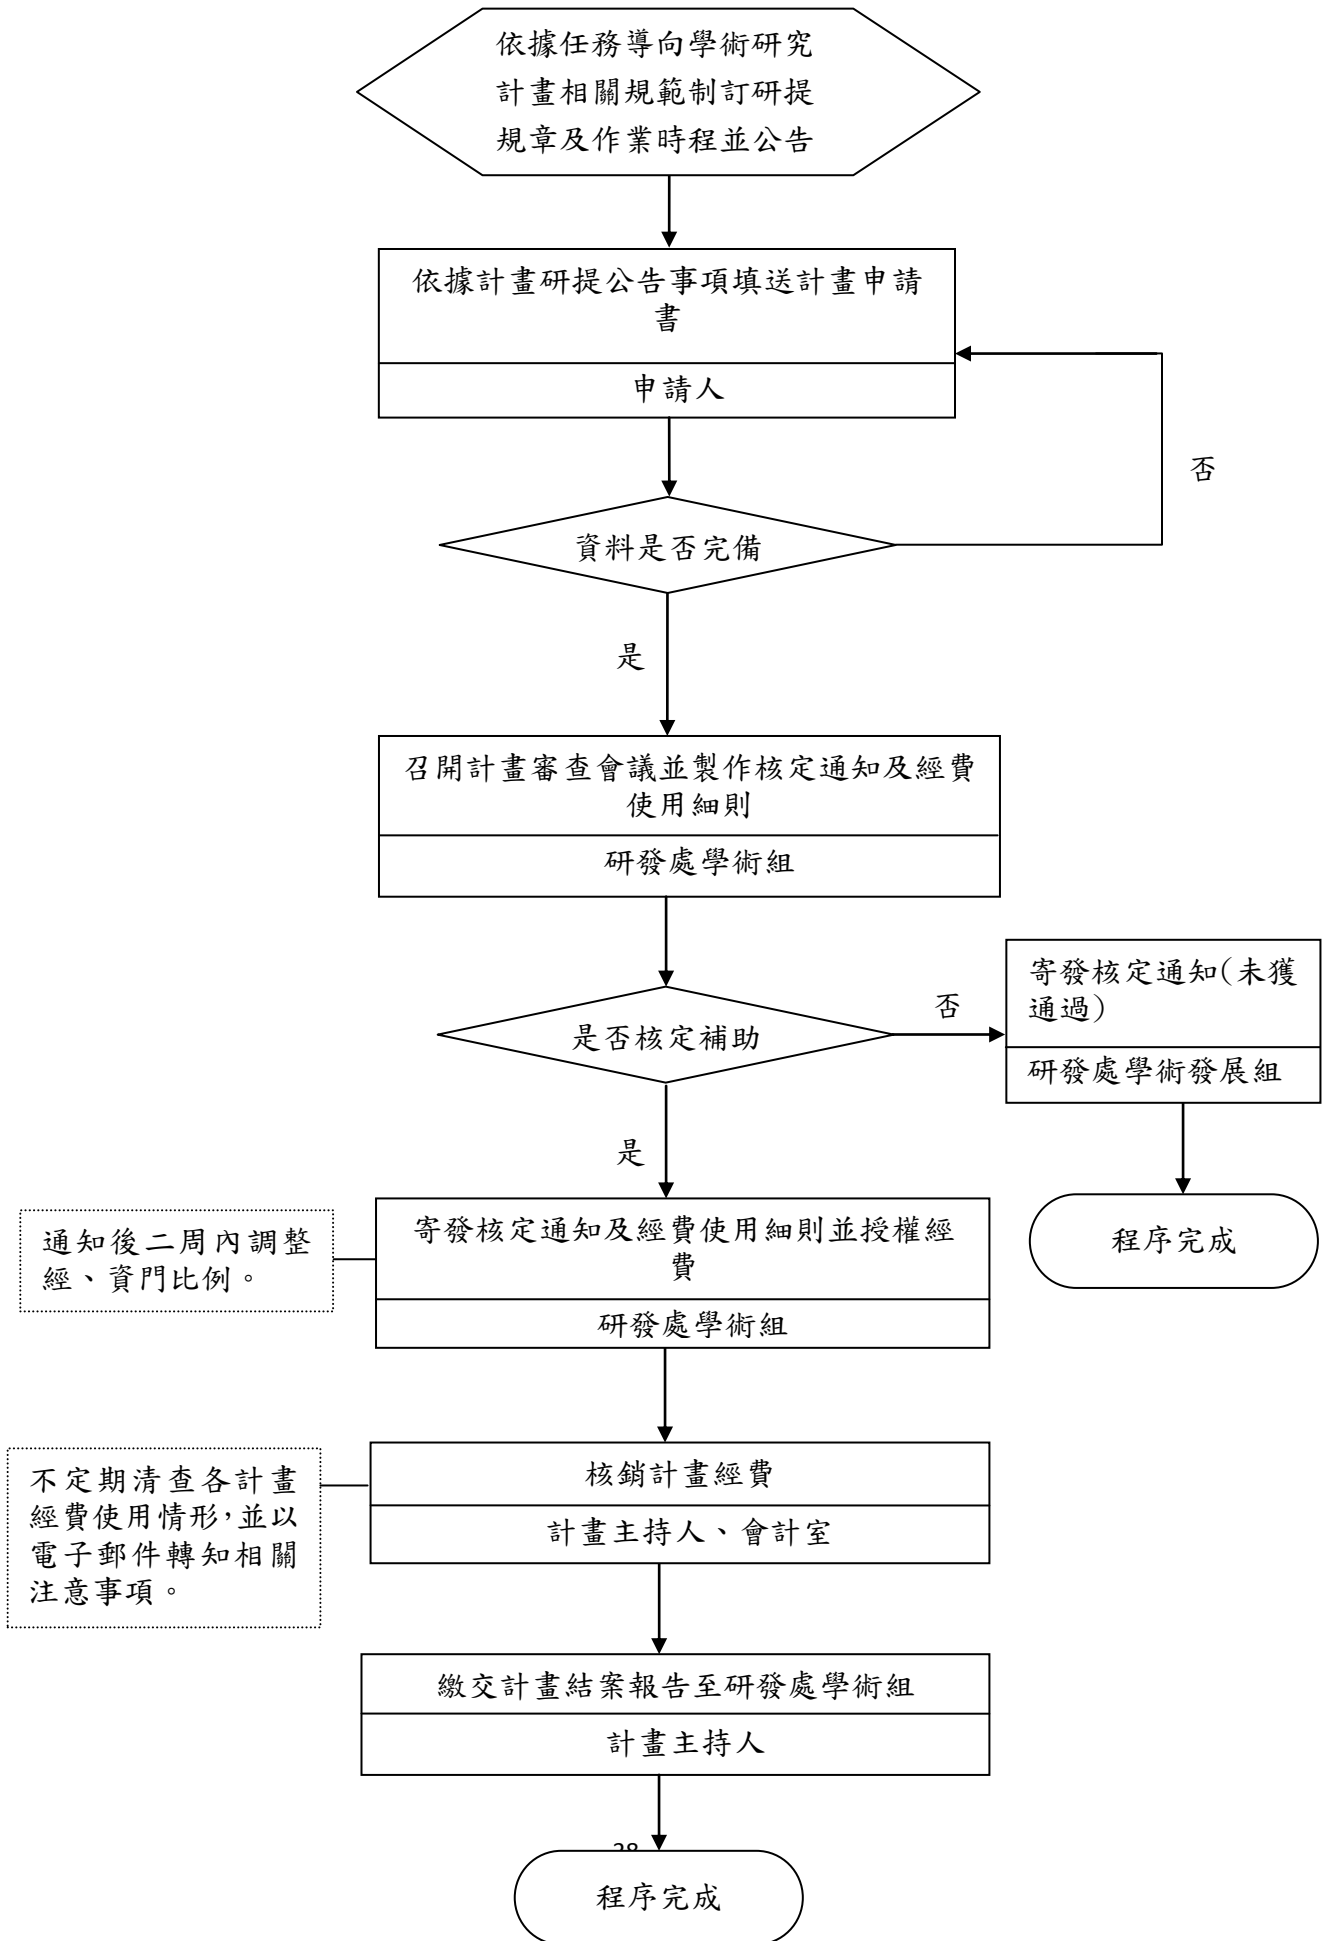 依據任務導向學術研究
計畫相關規範制訂研提
規章及作業時程並公告
依據計畫研提公告事項填送計畫申請
書
申請人
否
資料是否完備
是
召開計畫審查會議並製作核定通知及經費
使用細則
研發處學術組
是否核定補助
否
寄發核定通知(未獲
通過)
研發處學術發展組
程序完成
是
寄發核定通知及經費使用細則並授權經
費
研發處學術組
通知後二周內調整
經、資門比例。
核銷計畫經費
計畫主持人、會計室
不定期清查各計畫
經費使用情形,並以
電子郵件轉知相關
注意事項。
繳交計畫結案報告至研發處學術組
計畫主持人
程序完成